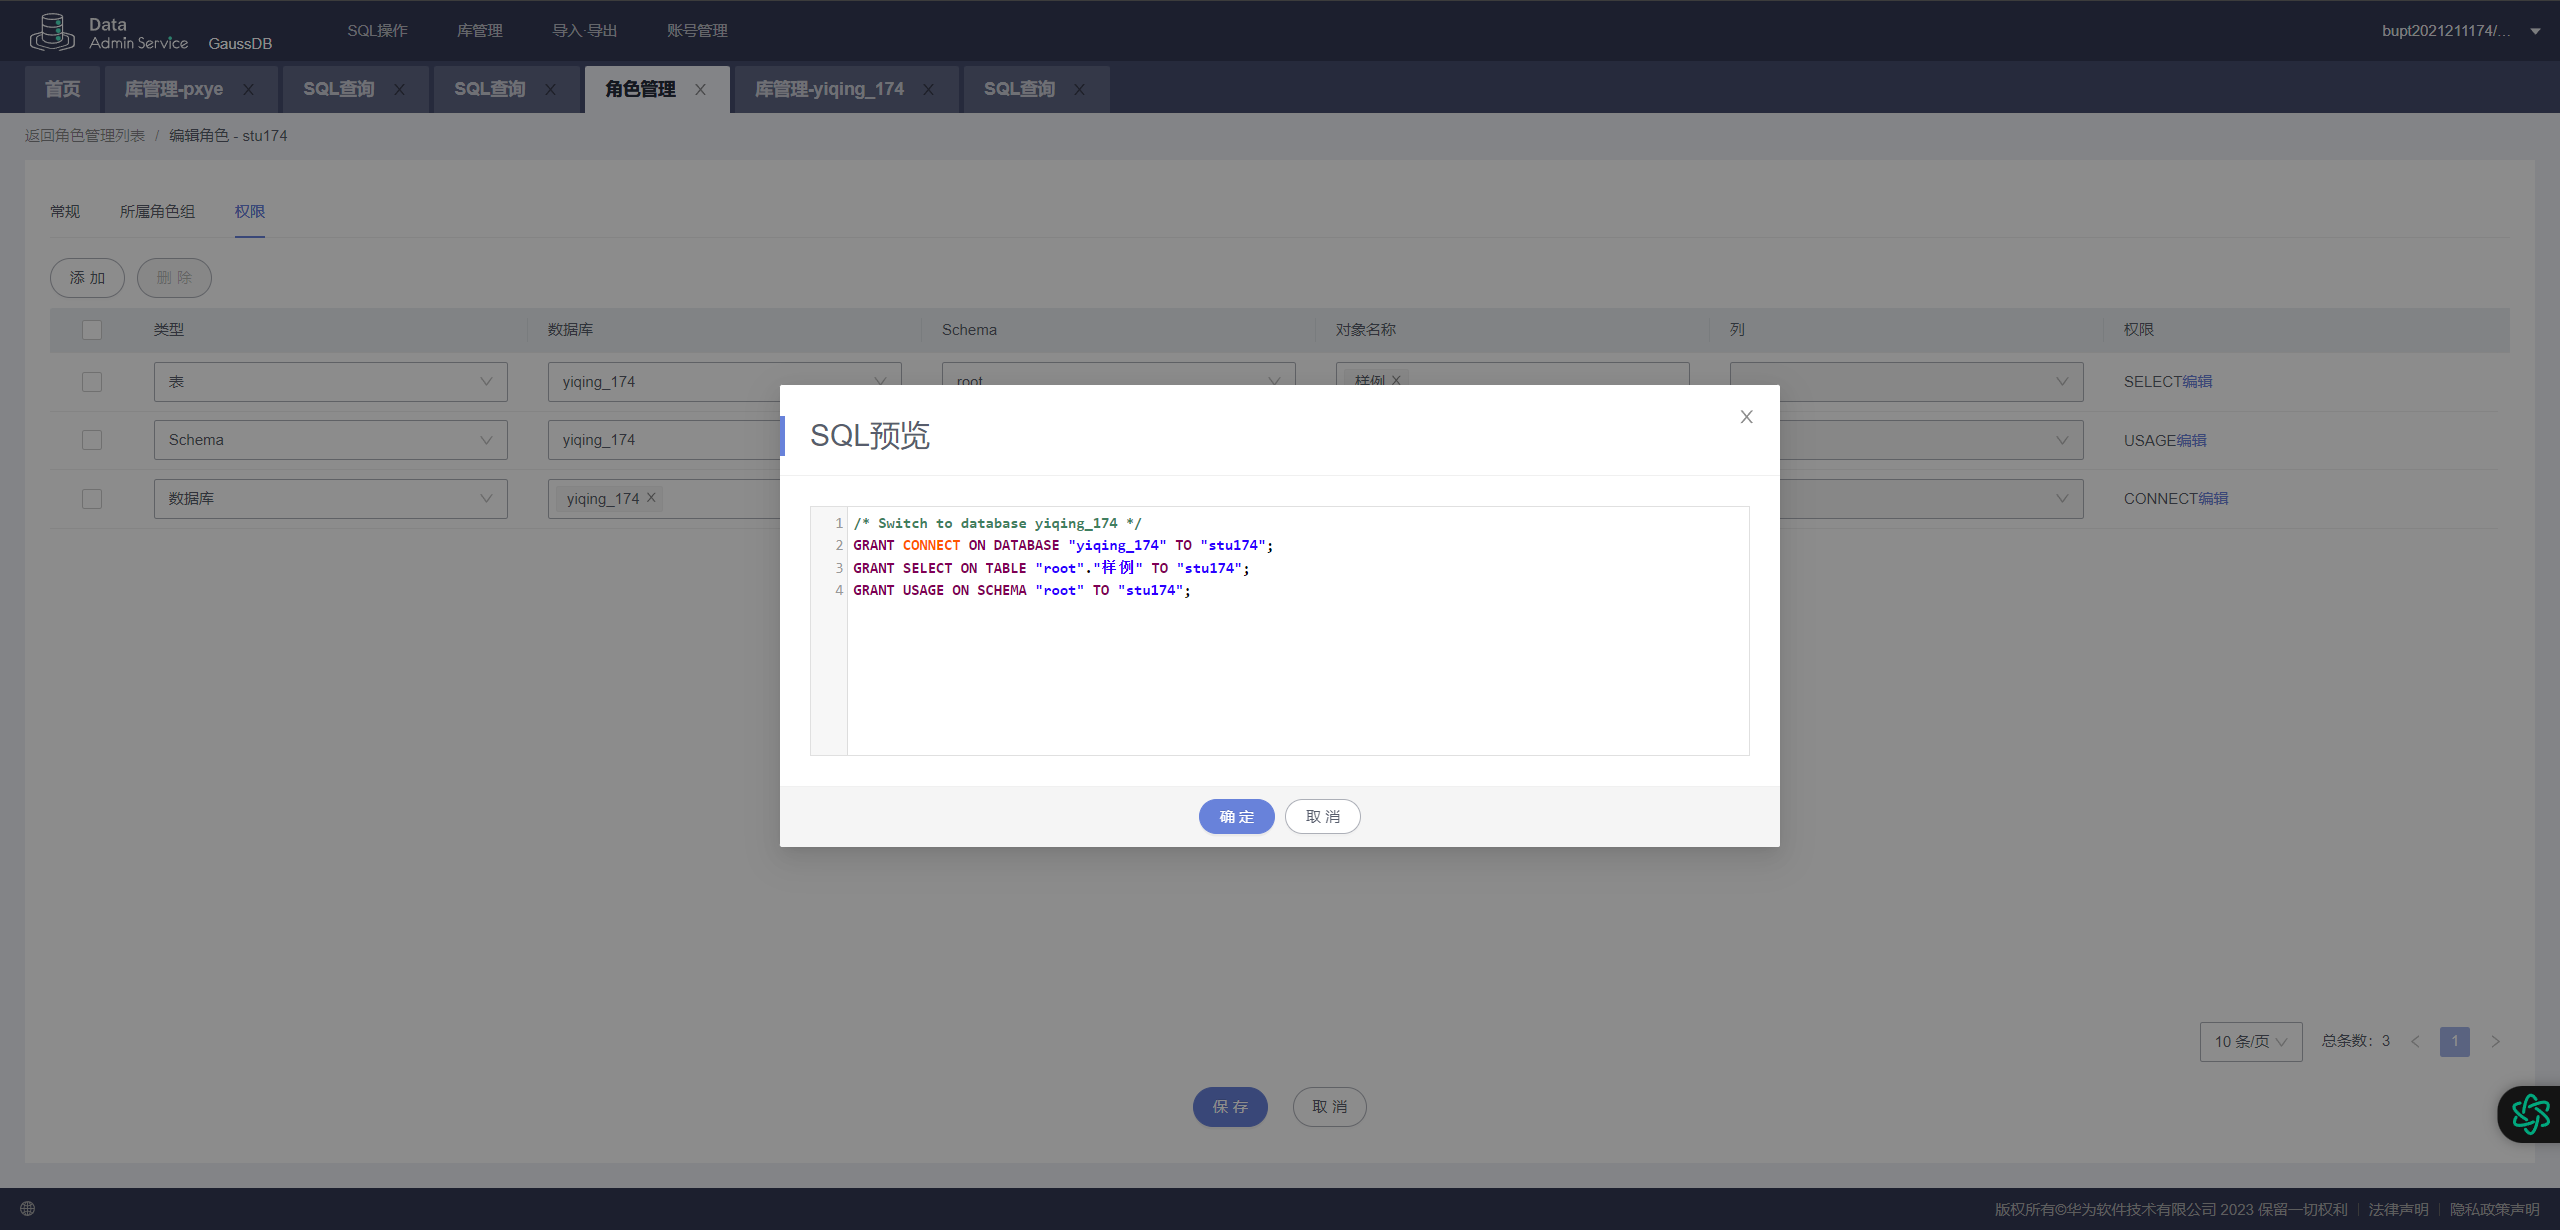 Data
Admin Service GaussDB SQL操作 库管理 导入·导出 账号管理 bupt2021211174/...
首页 库管理-pxye SQL查询 SQL查询 角色管理 库管理-yiqing_174 SQL查询
返回角色管理列表 / 编辑角色 - stu174
常规 所属角色组 权限
添 加 删 除
类型 数据库 Schema 对象名称 列 权限
表 yiqing_174 root 样例 SELECT编辑
Schema yiqing_174 USAGE编辑
数据库 yiqing_174 CONNECT编辑
SQL预览
1 /* Switch to database yiqing_174 */
2 GRANT CONNECT ON DATABASE "yiqing_174" TO "stu174";
3 GRANT SELECT ON TABLE "root"."样例" TO "stu174";
4 GRANT USAGE ON SCHEMA "root" TO "stu174";
确 定 取 消
10 条/页 总条数：3 < 1 >
保 存 取 消
版权所有©华为软件技术有限公司 2023 保留一切权利 | 法律声明 | 隐私政策声明